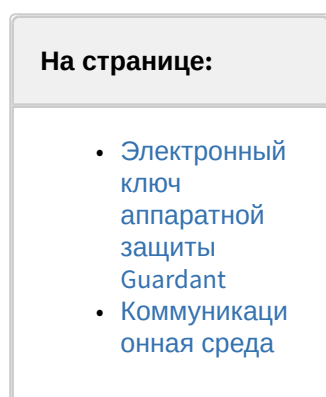 На странице:
• Электронный
ключ
аппаратной
защиты
Guardant
• Коммуникаци
онная среда